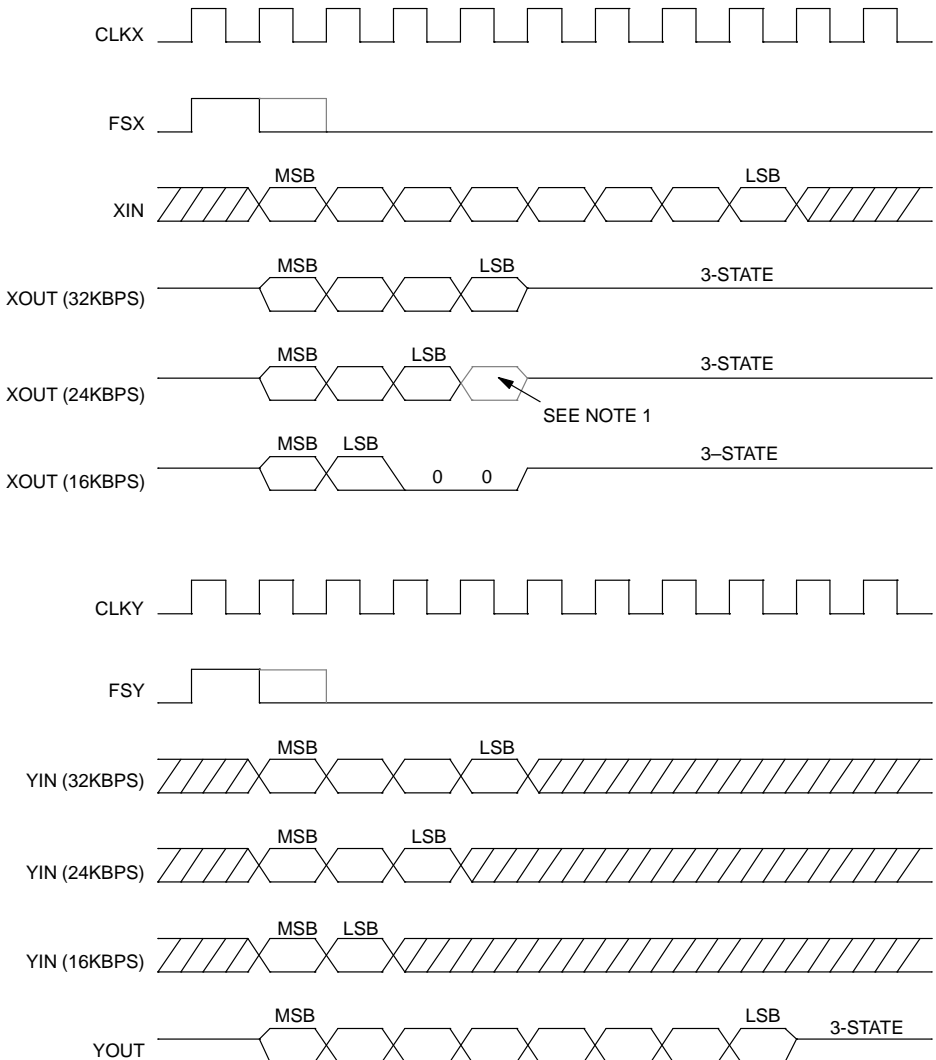 CLKX
FSX
MSB LSB
XIN
MSB LSB 3-STATE
XOUT (32KBPS)
MSB LSB 3-STATE
XOUT (24KBPS)
SEE NOTE 1
MSB LSB 3–STATE
XOUT (16KBPS) 0 0
CLKY
FSY
MSB LSB
YIN (32KBPS)
MSB LSB
YIN (24KBPS)
MSB LSB
YIN (16KBPS)
MSB LSB 3-STATE
YOUT